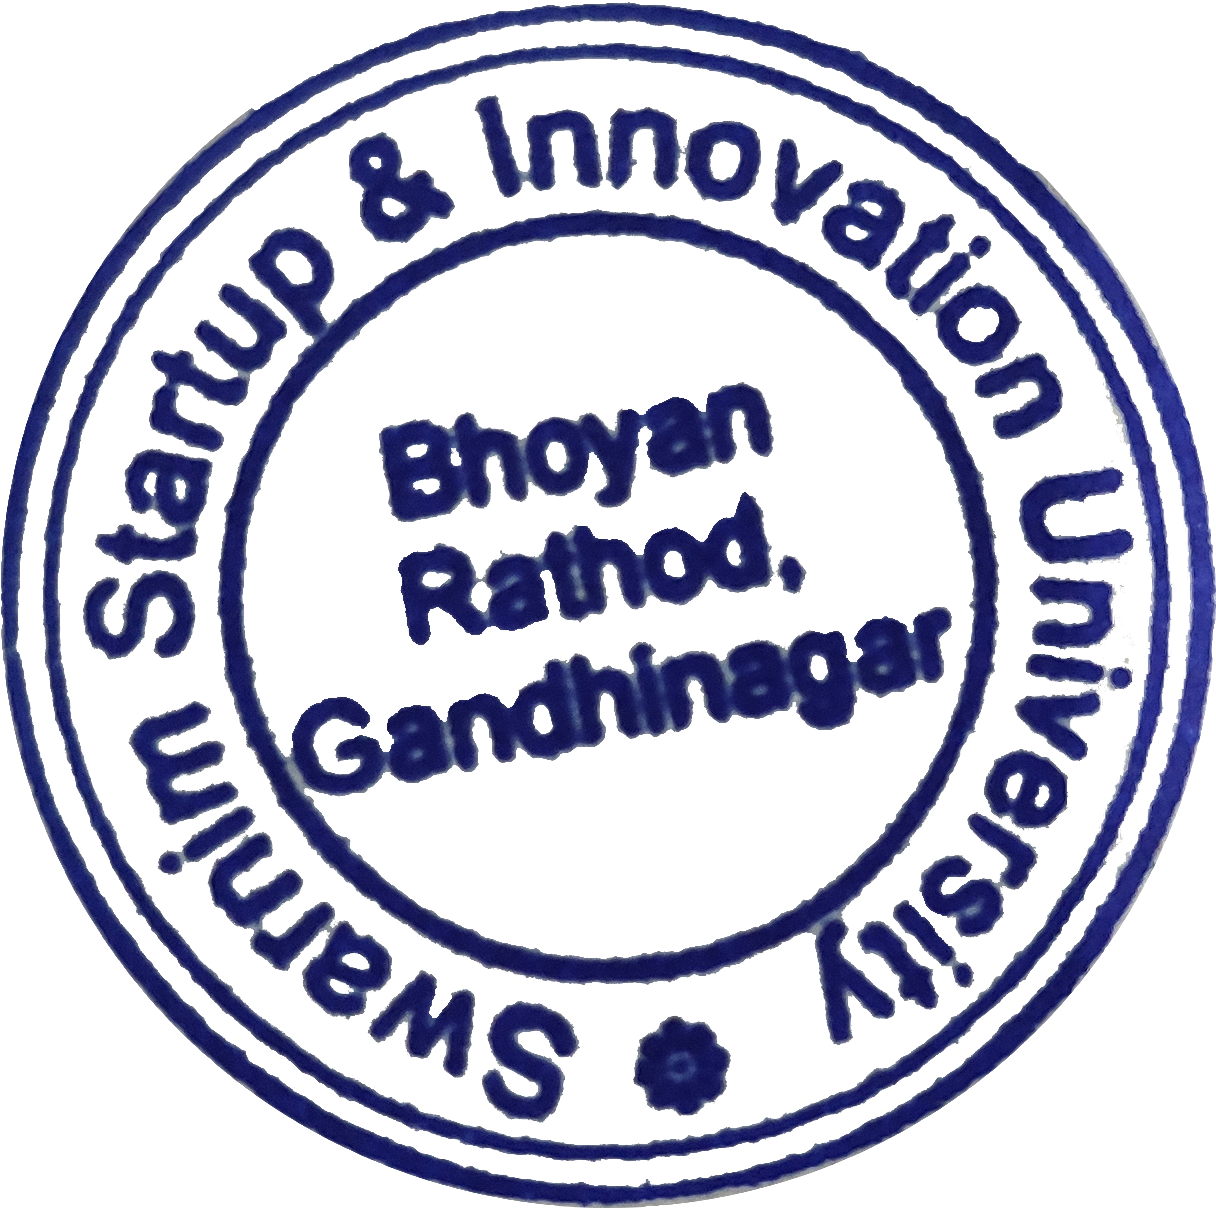 Swarnim Startup & Innovation University
Bhoyan
Rathod,
Gandhinagar